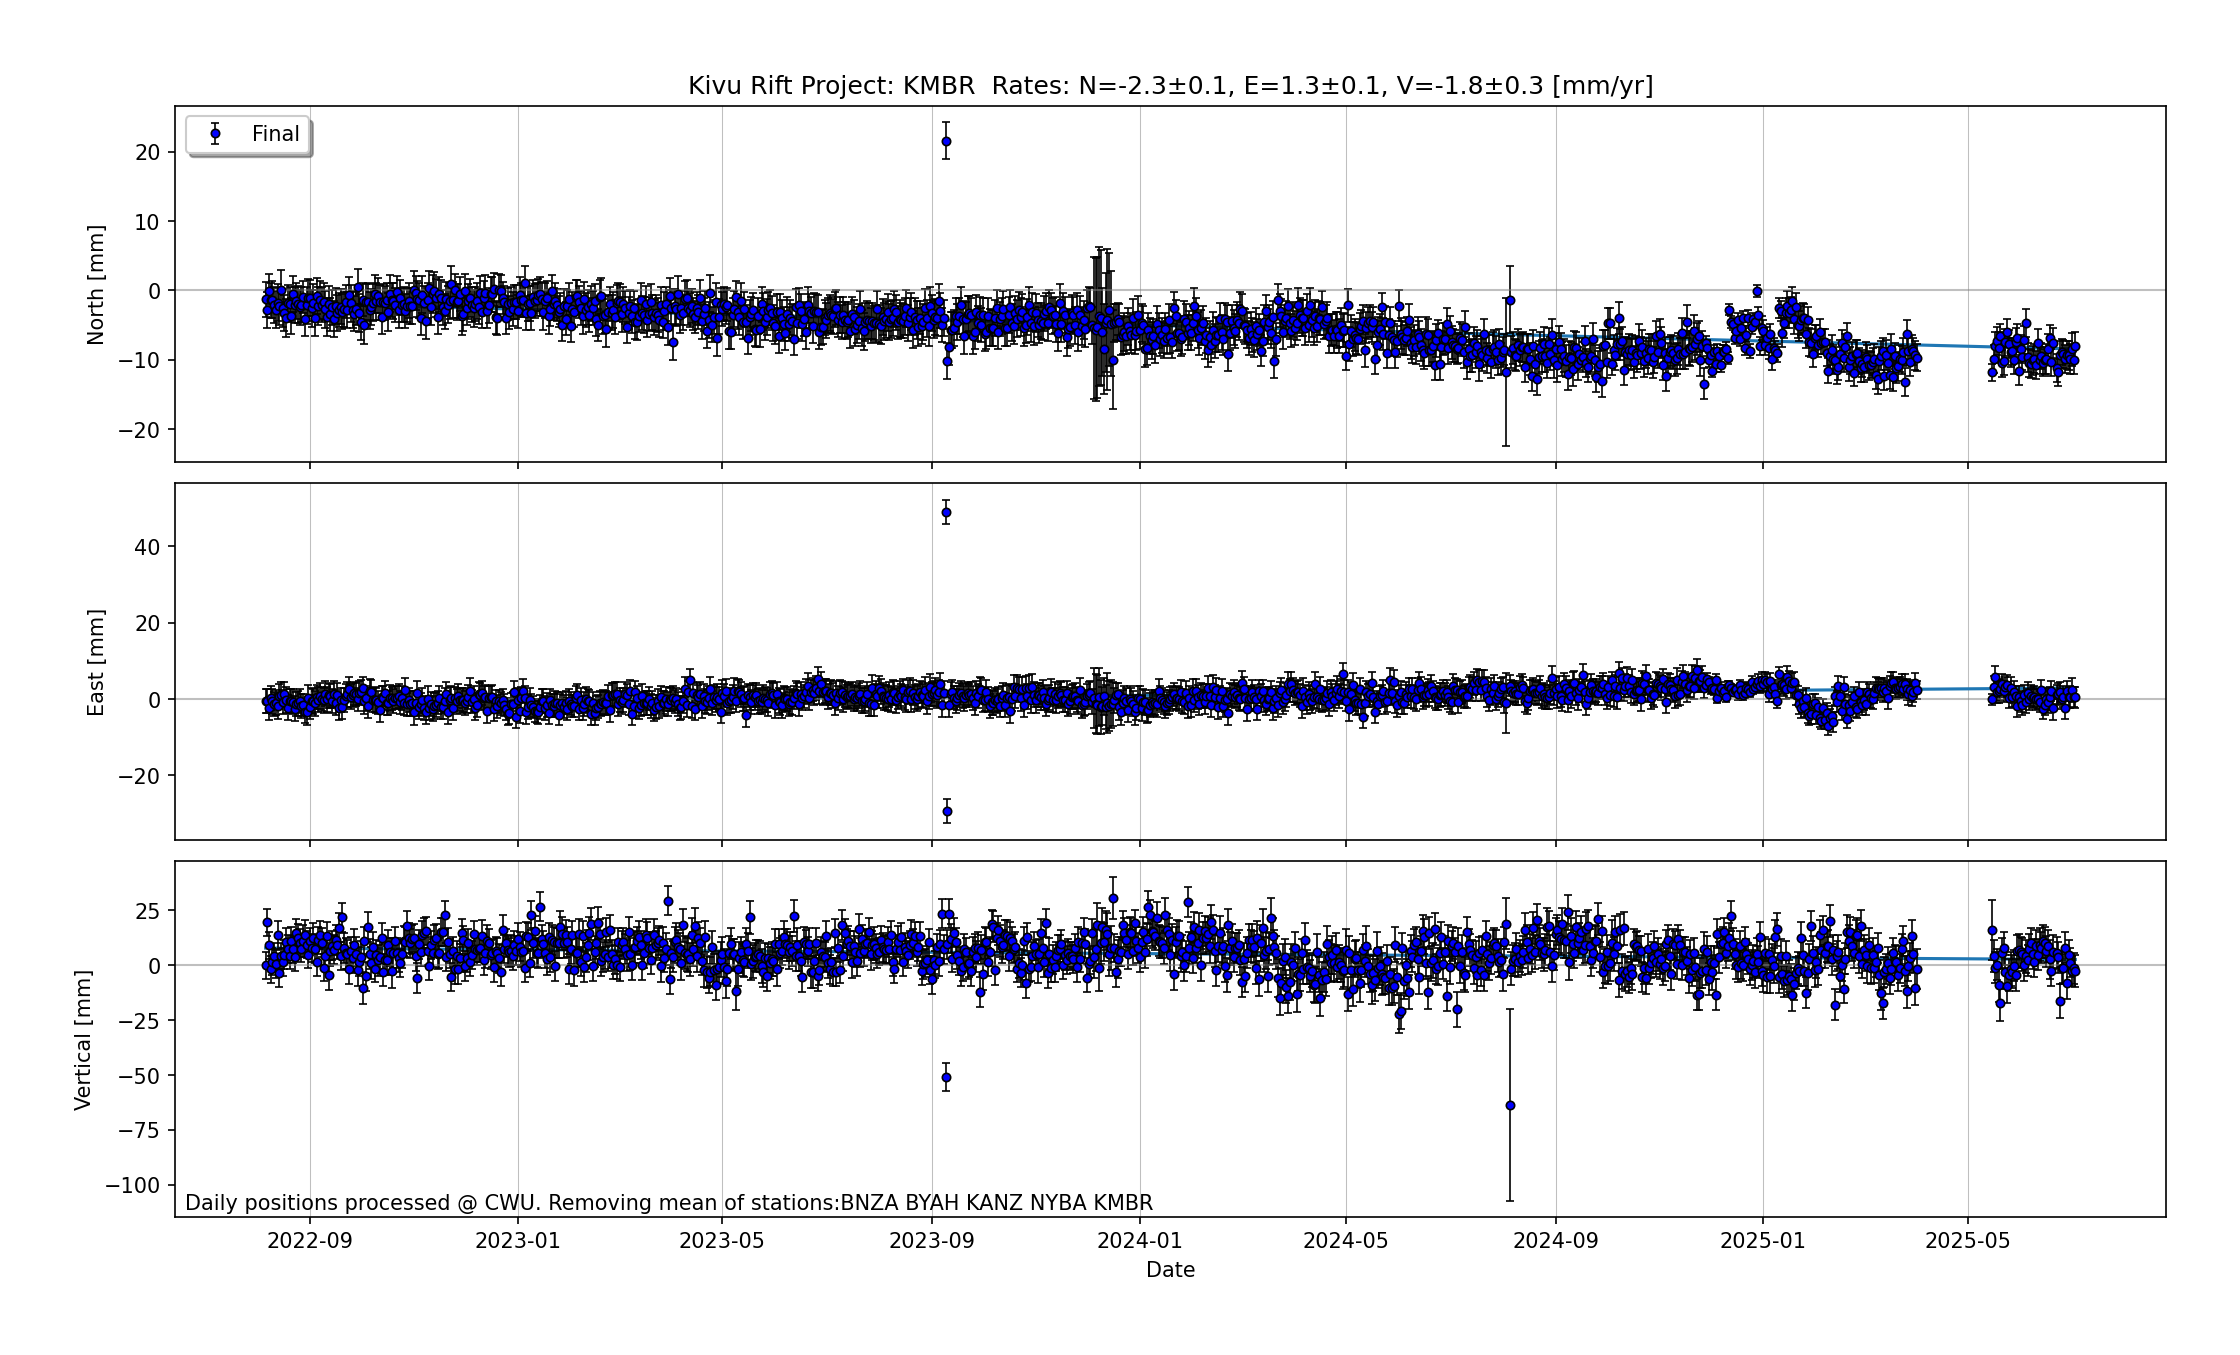 Kivu Rift Project: KMBR  Rates: N=-2.3±0.1, E=1.3±0.1, V=-1.8±0.3 [mm/yr]
Final
North [mm]
20
10
0
−10
−20
East [mm]
40
20
0
−20
Vertical [mm]
25
0
−25
−50
−75
−100
Daily positions processed @ CWU. Removing mean of stations:BNZA BYAH KANZ NYBA KMBR
2022-09 2023-01 2023-05 2023-09 2024-01 2024-05 2024-09 2025-01 2025-05
Date